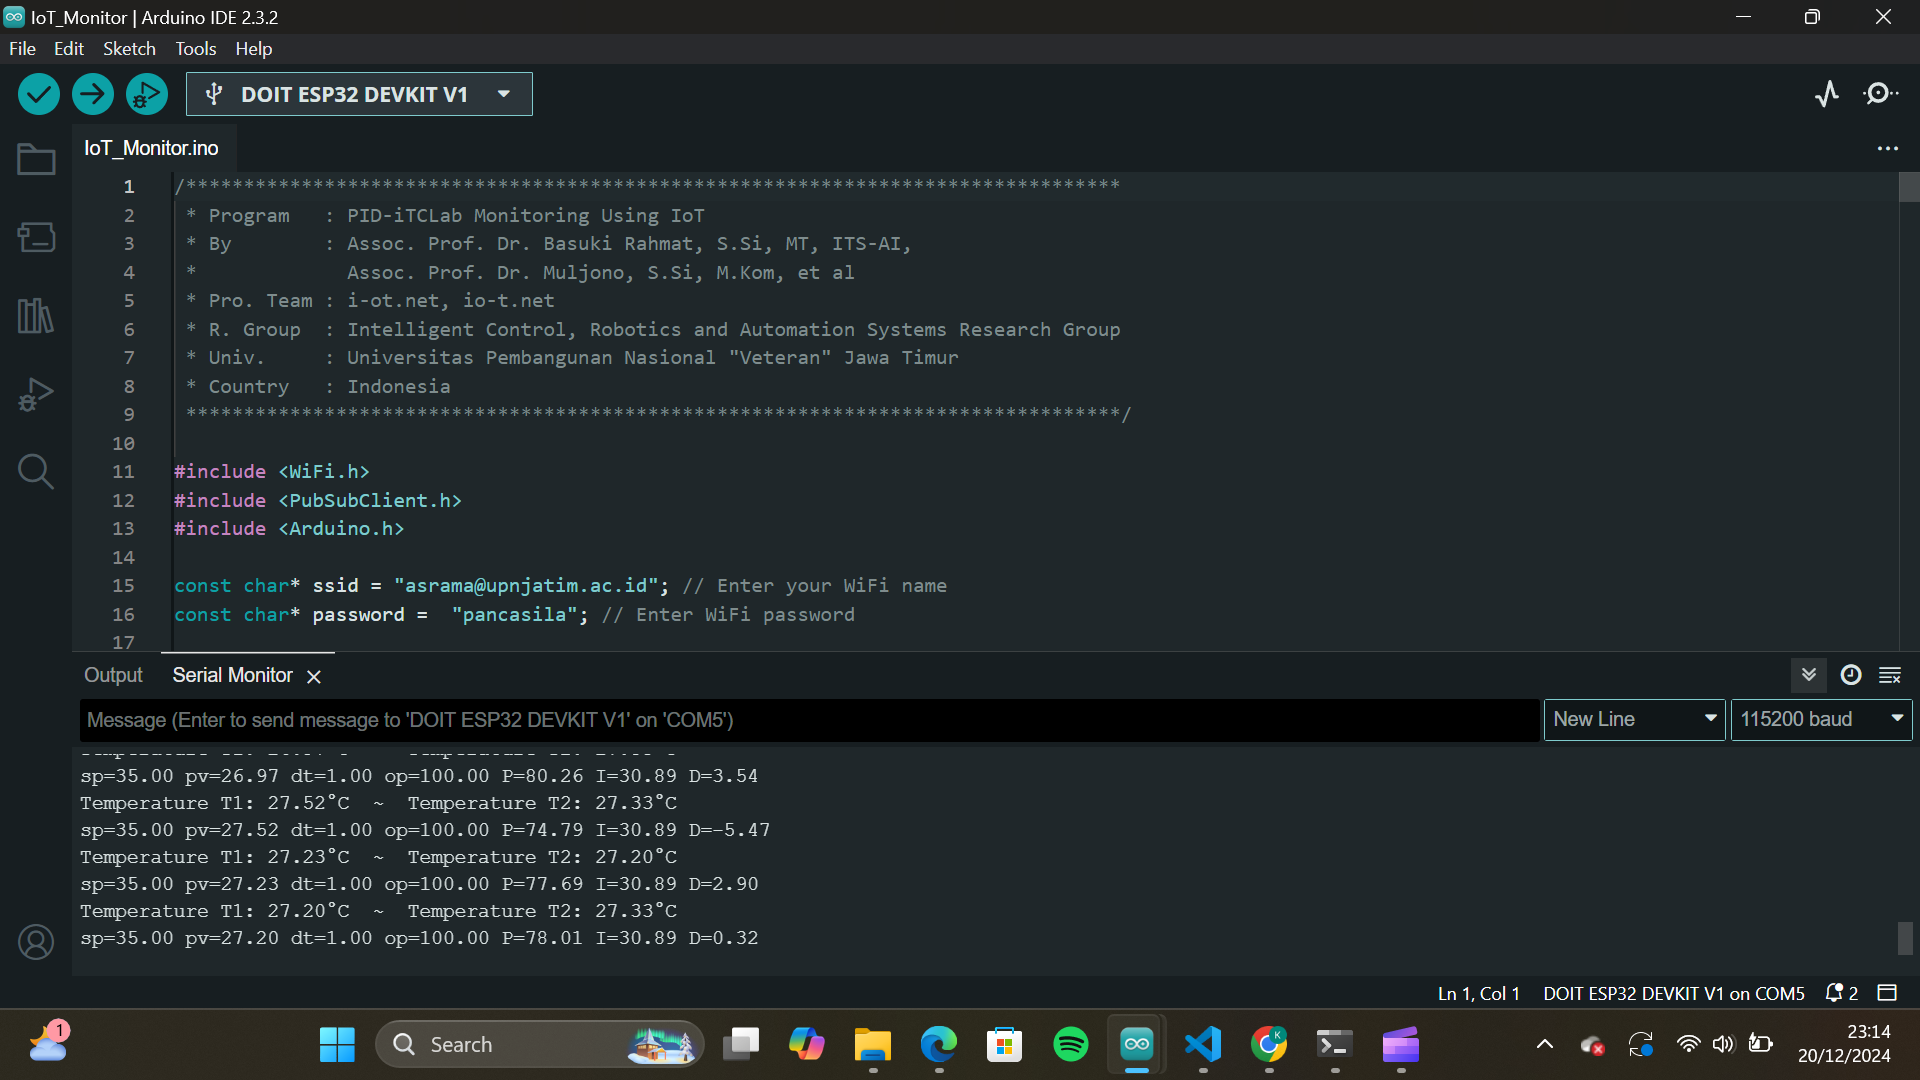 IoT_Monitor | Arduino IDE 2.3.2
File Edit Sketch Tools Help
DOIT ESP32 DEVKIT V1
IoT_Monitor.ino
1 /*********************************************************************************
2 * Program   : PID-iTCLab Monitoring Using IoT
3 * By        : Assoc. Prof. Dr. Basuki Rahmat, S.Si, MT, ITS-AI,
4 *             Assoc. Prof. Dr. Muljono, S.Si, M.Kom, et al
5 * Pro. Team : i-ot.net, io-t.net
6 * R. Group  : Intelligent Control, Robotics and Automation Systems Research Group
7 * Univ.     : Universitas Pembangunan Nasional "Veteran" Jawa Timur
8 * Country   : Indonesia
9 *********************************************************************************/
10
11 #include <WiFi.h>
12 #include <PubSubClient.h>
13 #include <Arduino.h>
14
15 const char* ssid = "asrama@upnjatim.ac.id"; // Enter your WiFi name
16 const char* password =  "pancasila"; // Enter WiFi password
17
Output Serial Monitor
Message (Enter to send message to 'DOIT ESP32 DEVKIT V1' on 'COM5') New Line 115200 baud
sp=35.00 pv=26.97 dt=1.00 op=100.00 P=80.26 I=30.89 D=3.54
Temperature T1: 27.52°C  ~  Temperature T2: 27.33°C
sp=35.00 pv=27.52 dt=1.00 op=100.00 P=74.79 I=30.89 D=-5.47
Temperature T1: 27.23°C  ~  Temperature T2: 27.20°C
sp=35.00 pv=27.23 dt=1.00 op=100.00 P=77.69 I=30.89 D=2.90
Temperature T1: 27.20°C  ~  Temperature T2: 27.33°C
sp=35.00 pv=27.20 dt=1.00 op=100.00 P=78.01 I=30.89 D=0.32
Ln 1, Col 1 DOIT ESP32 DEVKIT V1 on COM5 2
1 Search K 23:14
20/12/2024